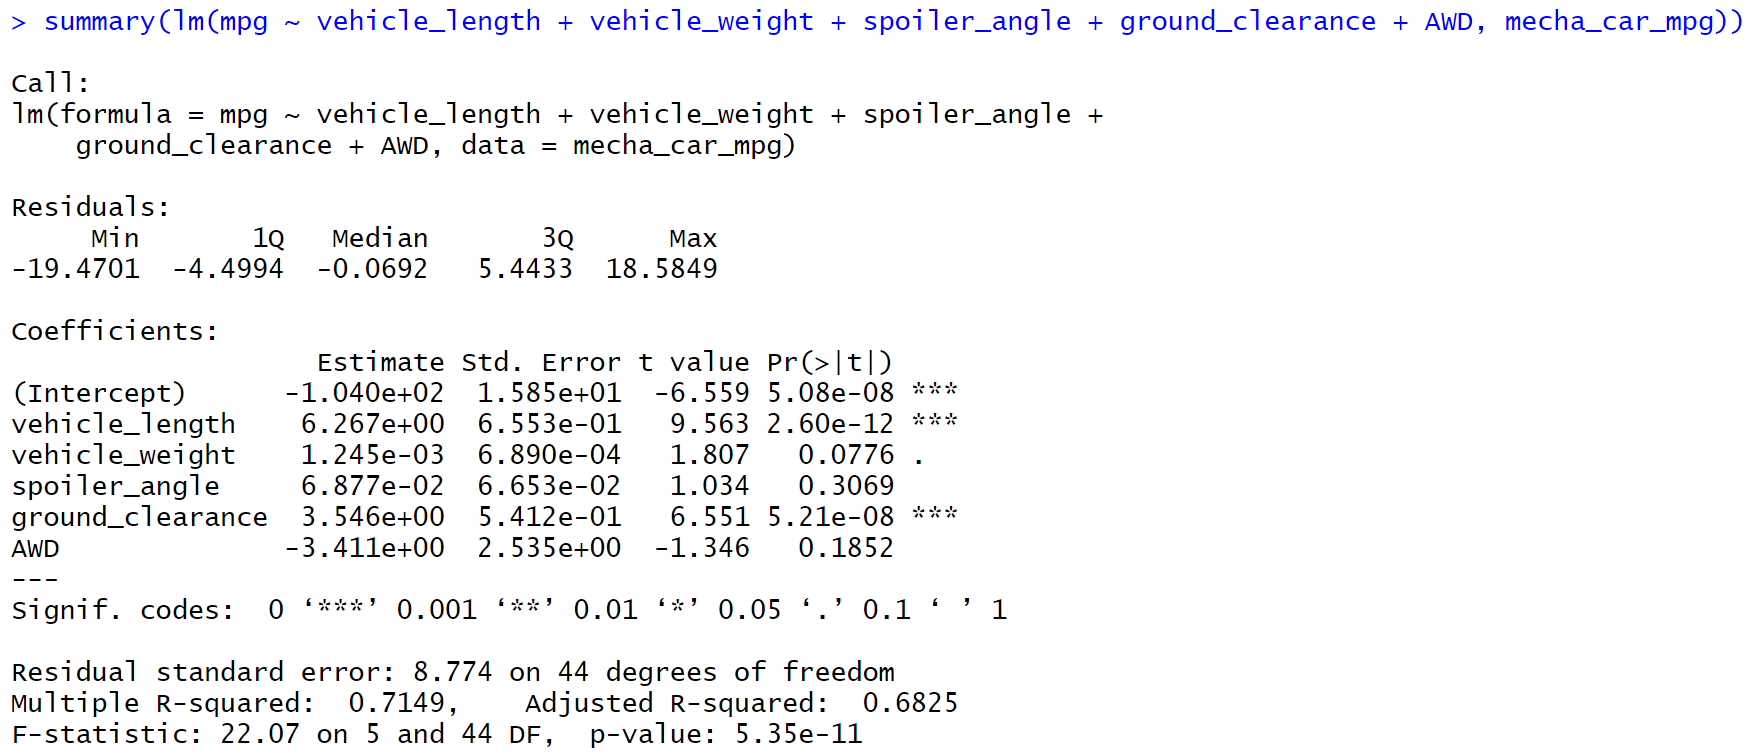 > summary(lm(mpg ~ vehicle_length + vehicle_weight + spoiler_angle + ground_clearance + AWD, mecha_car_mpg))

Call:
lm(formula = mpg ~ vehicle_length + vehicle_weight + spoiler_angle +
    ground_clearance + AWD, data = mecha_car_mpg)

Residuals:
     Min       1Q   Median       3Q      Max
-19.4701  -4.4994  -0.0692   5.4433  18.5849

Coefficients:
                   Estimate Std. Error t value Pr(>|t|)
(Intercept)      -1.040e+02  1.585e+01  -6.559 5.08e-08 ***
vehicle_length    6.267e+00  6.553e-01   9.563 2.60e-12 ***
vehicle_weight    1.245e-03  6.890e-04   1.807   0.0776 .
spoiler_angle     6.877e-02  6.653e-02   1.034   0.3069
ground_clearance  3.546e+00  5.412e-01   6.551 5.21e-08 ***
AWD              -3.411e+00  2.535e+00  -1.346   0.1852
---
Signif. codes:  0 ‘***’ 0.001 ‘**’ 0.01 ‘*’ 0.05 ‘.’ 0.1 ‘ ’ 1

Residual standard error: 8.774 on 44 degrees of freedom
Multiple R-squared:  0.7149,    Adjusted R-squared:  0.6825
F-statistic: 22.07 on 5 and 44 DF,  p-value: 5.35e-11